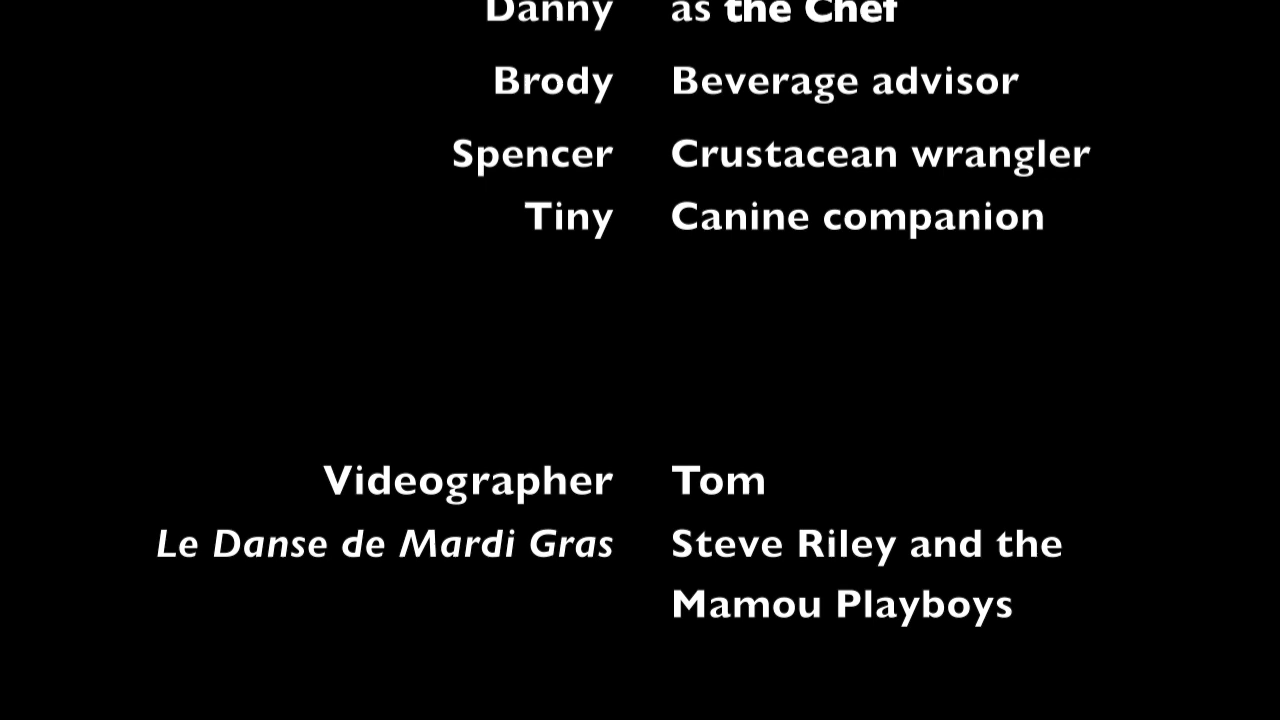 Danny as the Chef
Brody Beverage advisor
Spencer Crustacean wrangler
Tiny Canine companion
Videographer Tom
Le Danse de Mardi Gras Steve Riley and the
Mamou Playboys